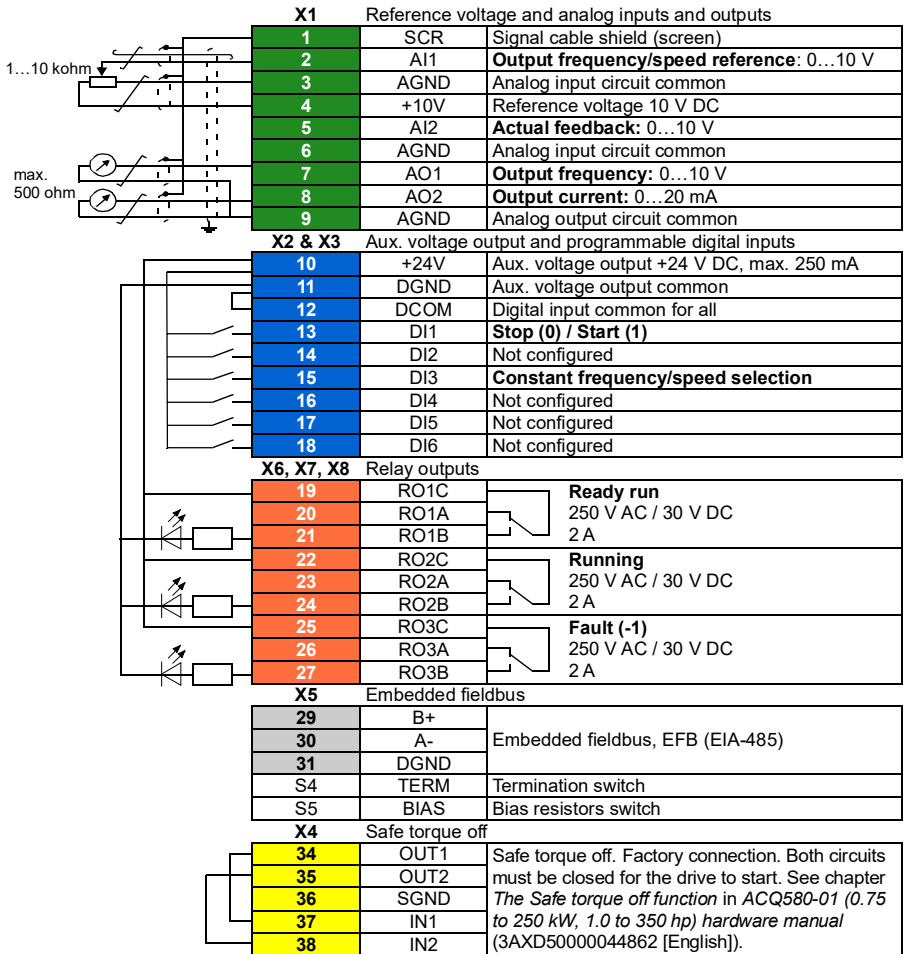 X1 Reference voltage and analog inputs and outputs
1 SCR Signal cable shield (screen)
2 AI1 Output frequency/speed reference: 0…10 V
1…10 kohm
3 AGND Analog input circuit common
4 +10V Reference voltage 10 V DC
5 AI2 Actual feedback: 0…10 V
6 AGND Analog input circuit common
max.
500 ohm
7 AO1 Output frequency: 0…10 V
8 AO2 Output current: 0…20 mA
9 AGND Analog output circuit common
X2 & X3 Aux. voltage output and programmable digital inputs
10 +24V Aux. voltage output +24 V DC, max. 250 mA
11 DGND Aux. voltage output common
12 DCOM Digital input common for all
13 DI1 Stop (0) / Start (1)
14 DI2 Not configured
15 DI3 Constant frequency/speed selection
16 DI4 Not configured
17 DI5 Not configured
18 DI6 Not configured
X6, X7, X8 Relay outputs
19 RO1C Ready run
20 RO1A 250 V AC / 30 V DC
21 RO1B 2 A
22 RO2C Running
23 RO2A 250 V AC / 30 V DC
24 RO2B 2 A
25 RO3C Fault (-1)
26 RO3A 250 V AC / 30 V DC
27 RO3B 2 A
X5 Embedded fieldbus
29 B+
30 A- Embedded fieldbus, EFB (EIA-485)
31 DGND
S4 TERM Termination switch
S5 BIAS Bias resistors switch
X4 Safe torque off
34 OUT1 Safe torque off. Factory connection. Both circuits
35 OUT2 must be closed for the drive to start. See chapter
36 SGND The Safe torque off function in ACQ580-01 (0.75
37 IN1 to 250 kW, 1.0 to 350 hp) hardware manual
38 IN2 (3AXD50000044862 [English]).